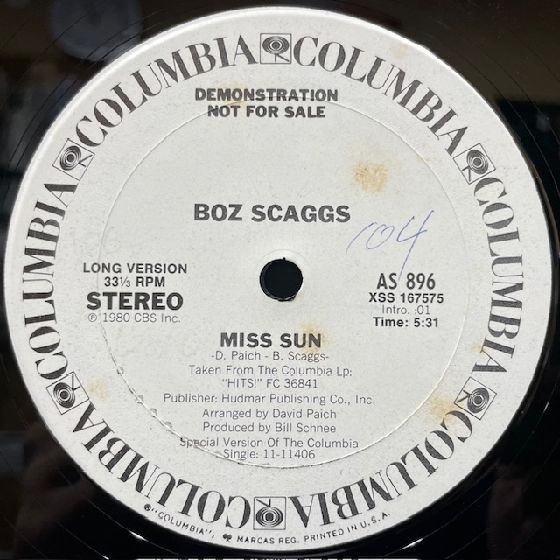 COLUMBIA COLUMBIA COLUMBIA COLUMBIA COLUMBIA COLUMBIA COLUMBIA
DEMONSTRATION
NOT FOR SALE
BOZ SCAGGS
104
LONG VERSION
33⅓ RPM
STEREO
℗ 1980 CBS Inc.
AS 896
XSS 167575
Intro. :01
Time: 5:31
MISS SUN
-D. Paich - B. Scaggs-
Taken From The Columbia Lp:
"HITS!" FC 36841
Publisher: Hudmar Publishing Co., Inc.
Arranged by David Paich
Produced by Bill Schnee
Special Version Of The Columbia
Single: 11-11406
® "COLUMBIA", MARCAS REG. PRINTED IN U.S.A.